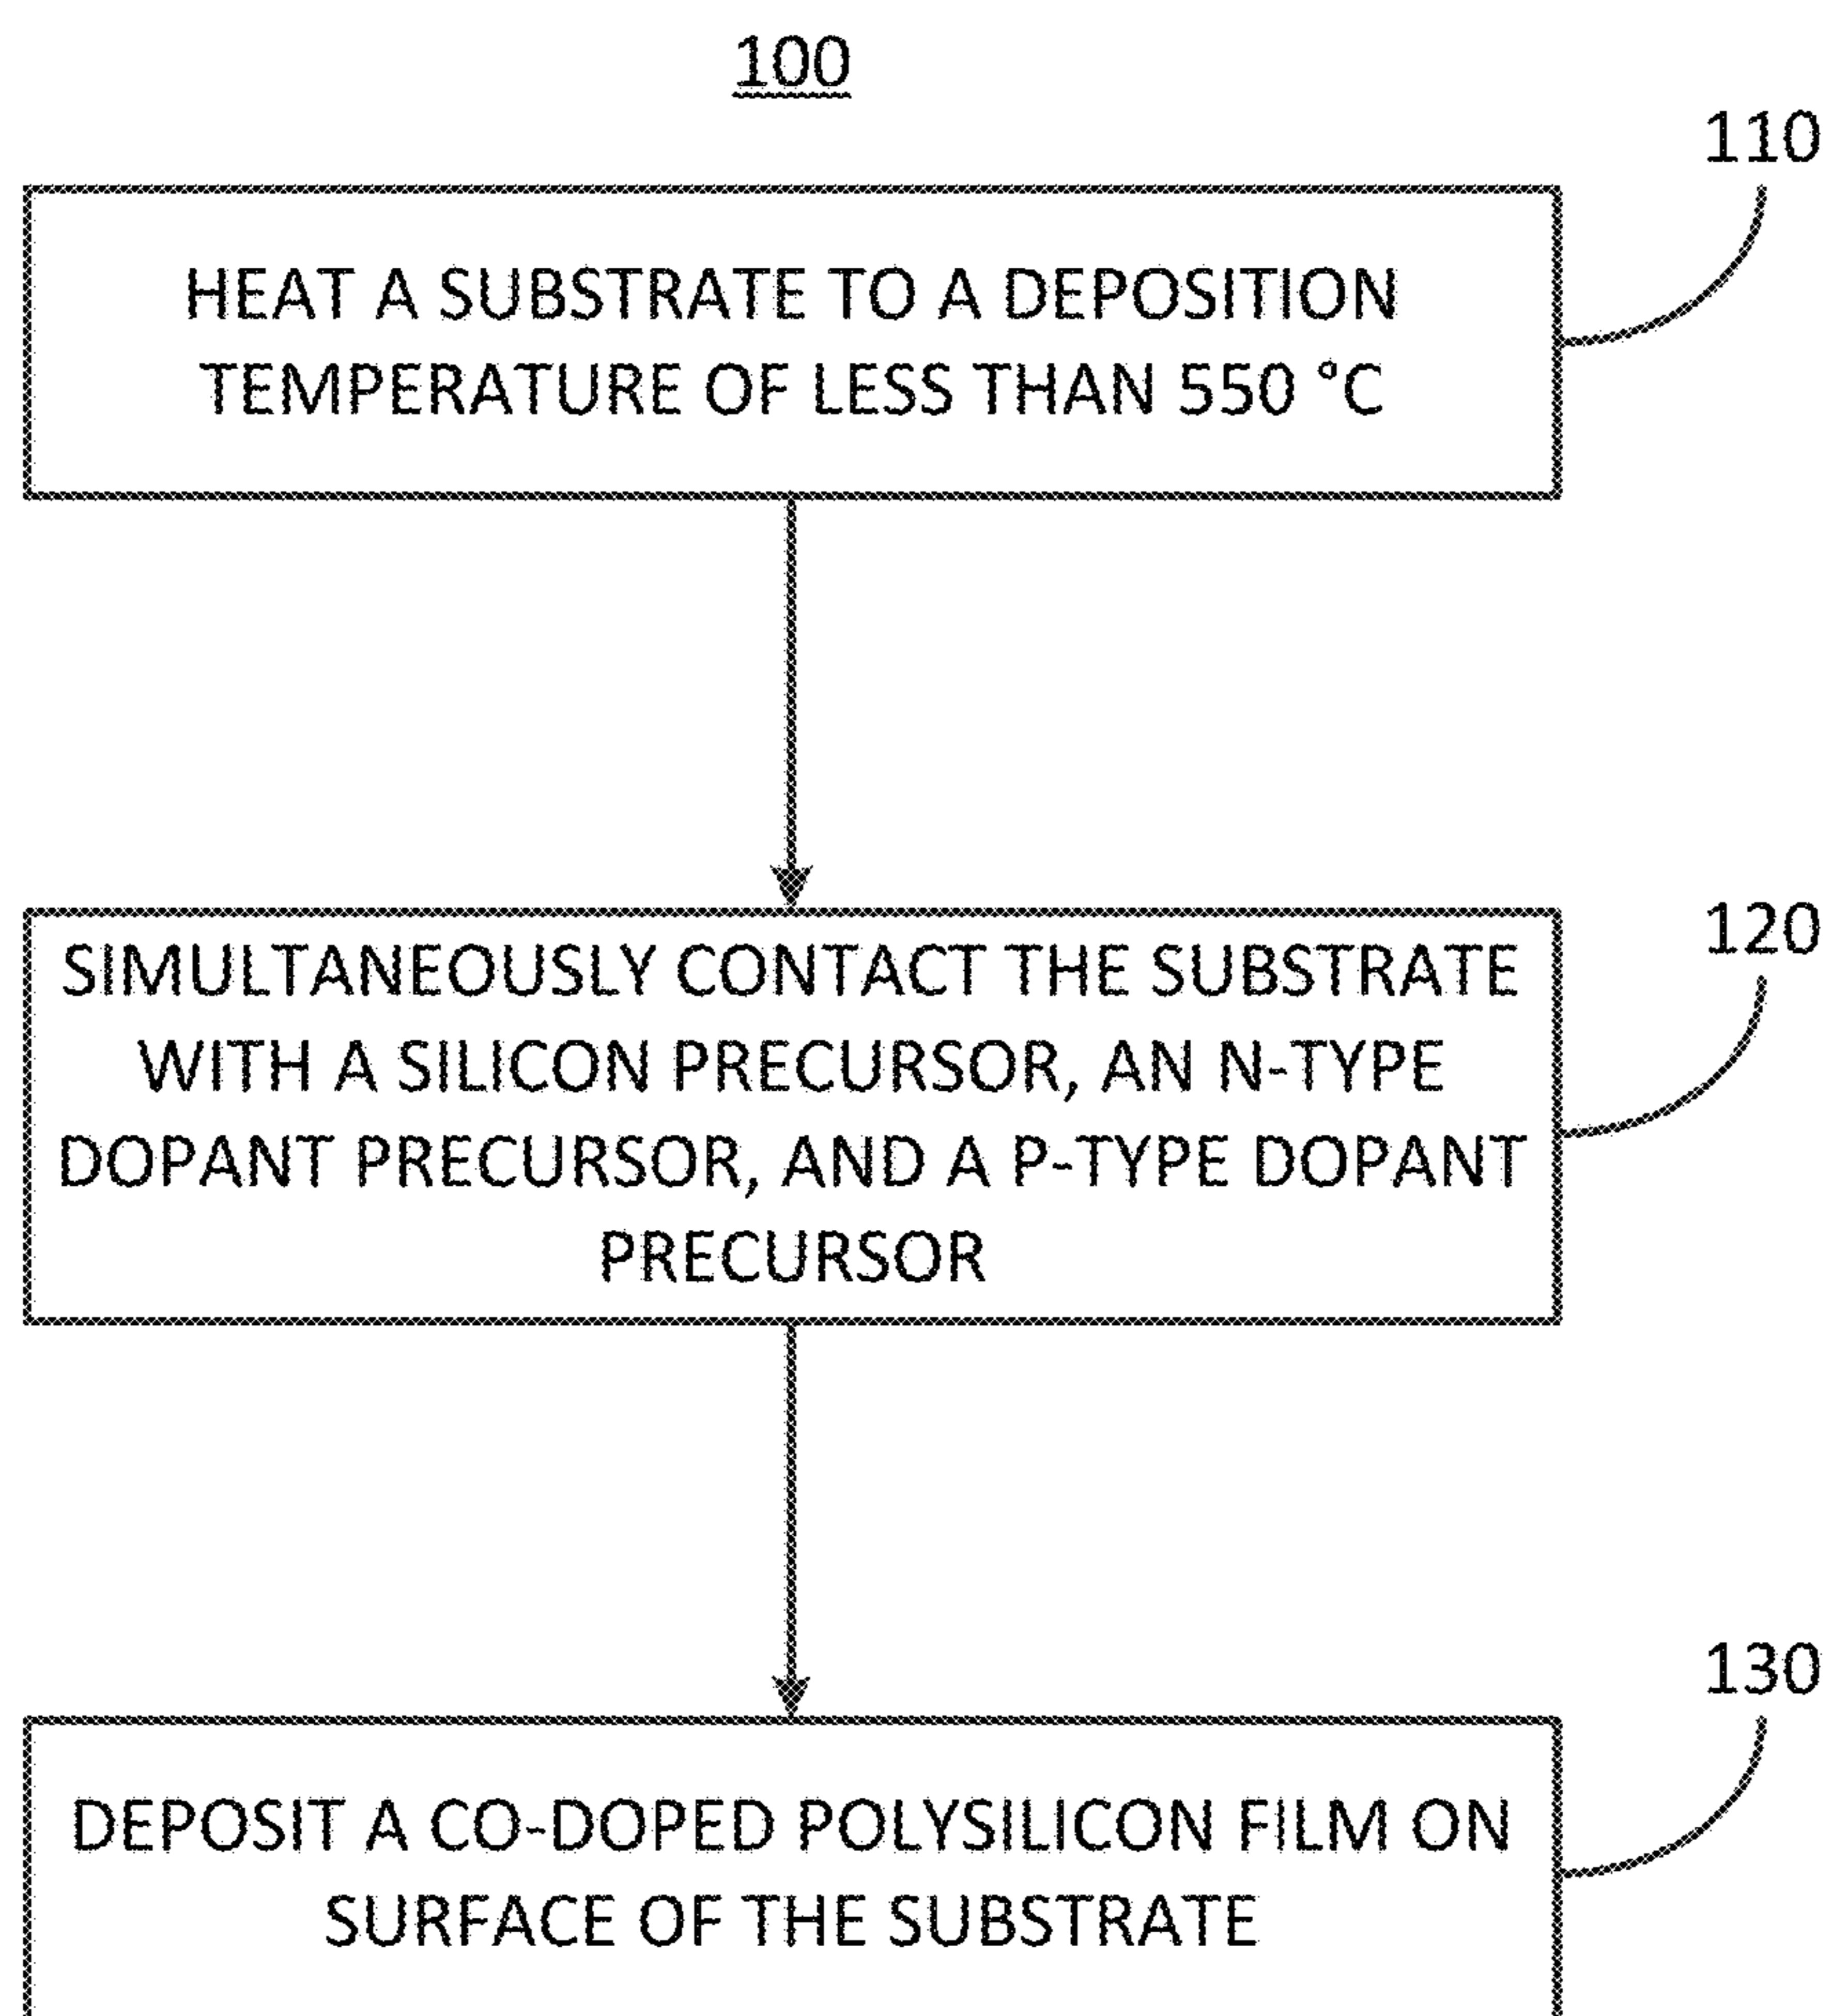 100
110
HEAT A SUBSTRATE TO A DEPOSITION
TEMPERATURE OF LESS THAN 550 °C
120
SIMULTANEOUSLY CONTACT THE SUBSTRATE
WITH A SILICON PRECURSOR, AN N-TYPE
DOPANT PRECURSOR, AND A P-TYPE DOPANT
PRECURSOR
130
DEPOSIT A CO-DOPED POLYSILICON FILM ON
SURFACE OF THE SUBSTRATE